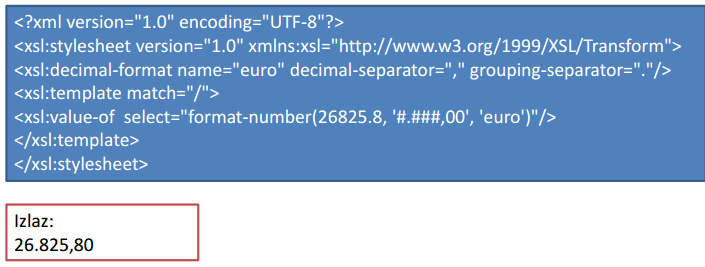 <?xml version="1.0" encoding="UTF-8"?>
<xsl:stylesheet version="1.0" xmlns:xsl="http://www.w3.org/1999/XSL/Transform">
<xsl:decimal-format name="euro" decimal-separator="," grouping-separator="."/>
<xsl:template match="/">
<xsl:value-of  select="format-number(26825.8, '#.###,00', 'euro')"/>
</xsl:template>
</xsl:stylesheet>
Izlaz:
26.825,80